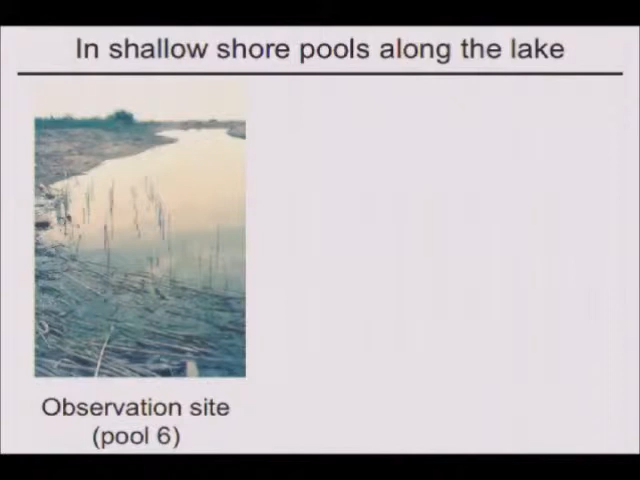 In shallow shore pools along the lake
Observation site
(pool 6)